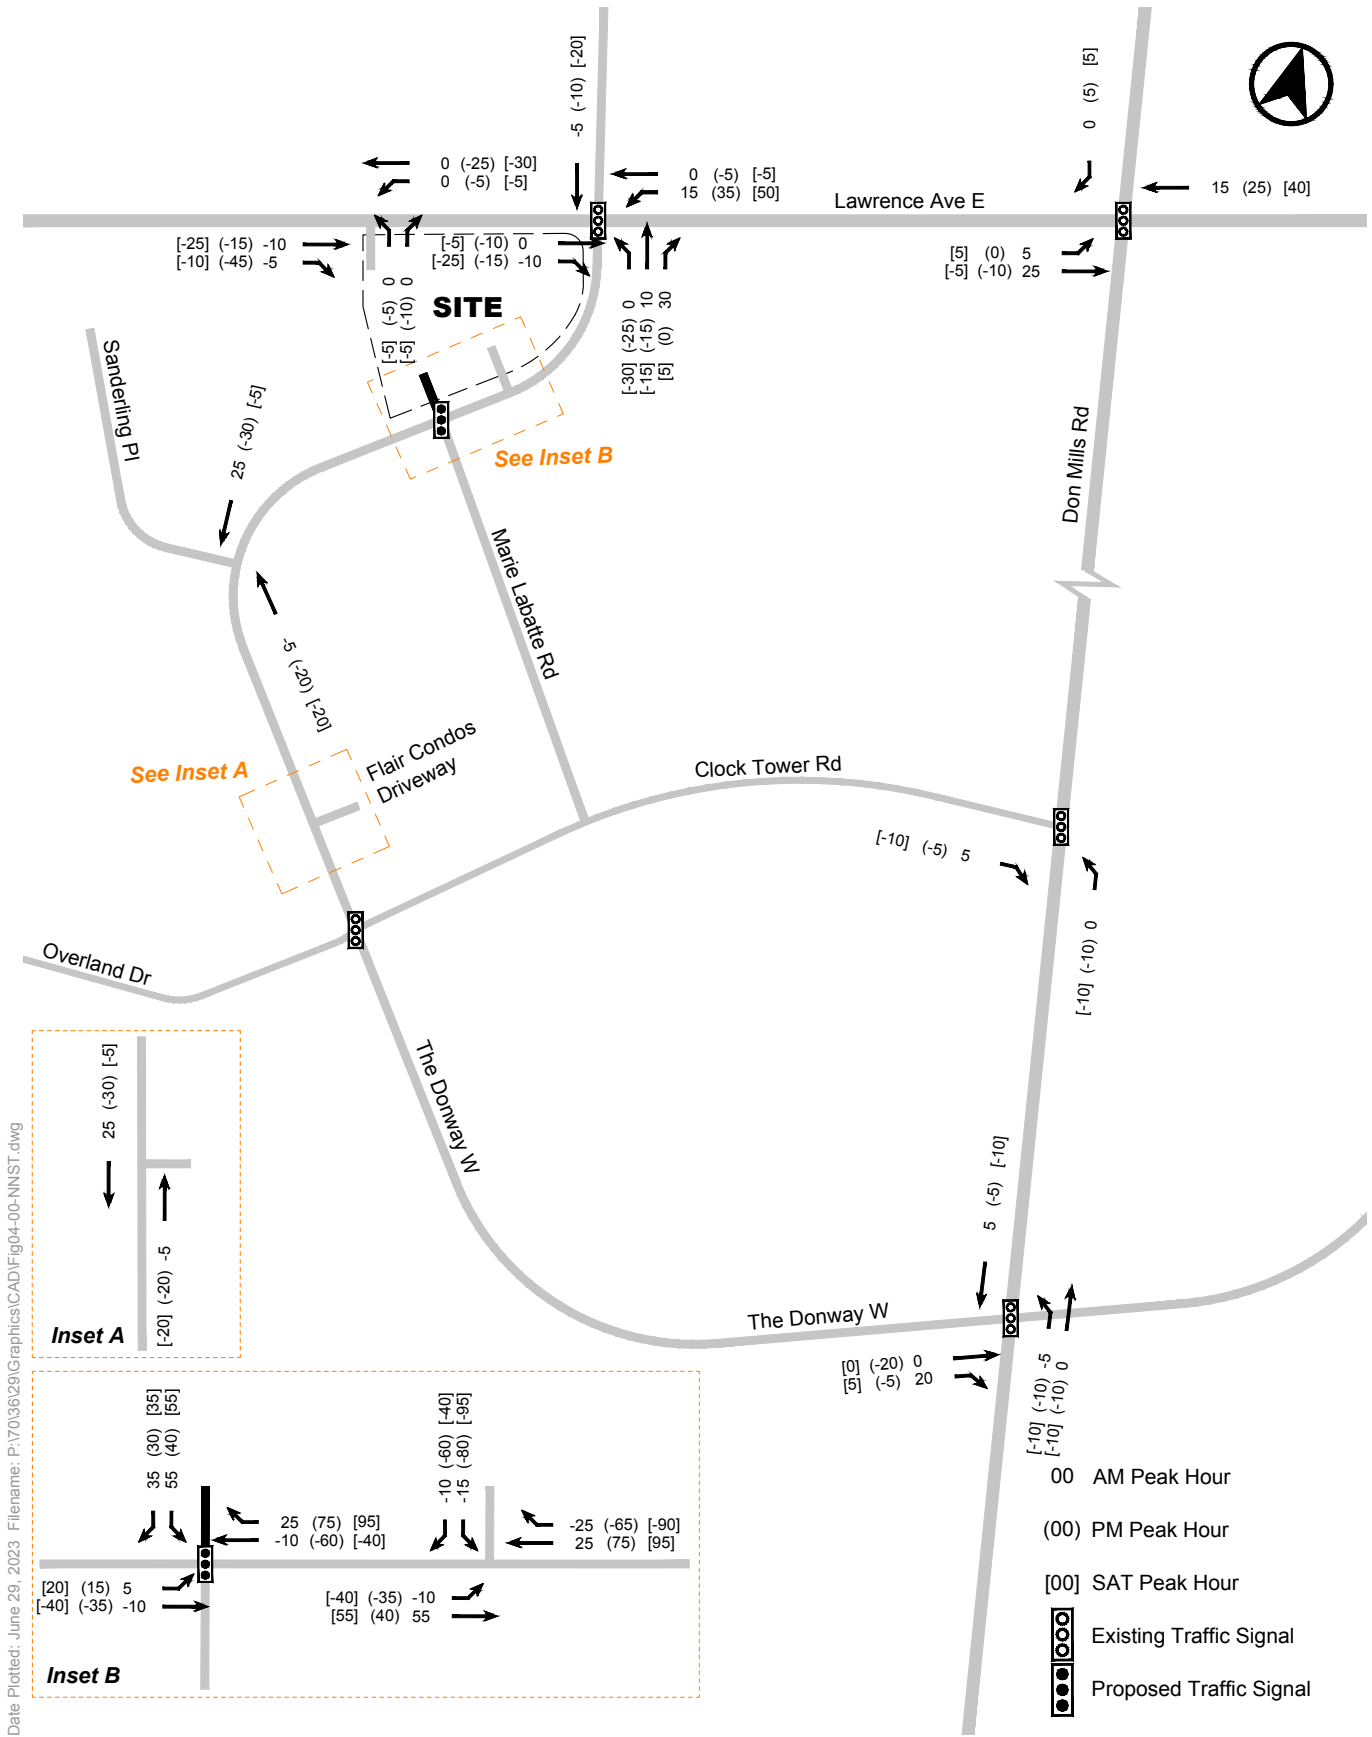 -5 (-10) [-20]
0 (5) [5]
0 (-25) [-30]
0 (-5) [-5]
0 (-5) [-5]
15 (35) [50]
Lawrence Ave E
15 (25) [40]
[-25] (-15) -10
[-10] (-45) -5
[-5] (-10) 0
[-25] (-15) -10
[5] (0) 5
[-5] (-10) 25
[-5] (-5) 0
[-5] (-10) 0
SITE
[-30] (-25) 0
[-15] (-15) 10
[5] (0) 30
Sanderling Pl
25 (-30) [-5]
See Inset B
Don Mills Rd
Marie Labatte Rd
-5 (-20) [-20]
See Inset A
Flair Condos
Driveway
Clock Tower Rd
[-10] (-5) 5
[-10] (-10) 0
Overland Dr
The Donway W
25 (-30) [-5]
[-20] (-20) -5
Inset A
5 (-5) [-10]
The Donway W
[0] (-20) 0
[5] (-5) 20
[-10] (-10) -5
[-10] (-10) 0
35 (30) [35]
55 (40) [55]
-10 (-60) [-40]
-15 (-80) [-95]
25 (75) [95]
-10 (-60) [-40]
-25 (-65) [-90]
25 (75) [95]
[20] (15) 5
[-40] (-35) -10
[-40] (-35) -10
[55] (40) 55
Inset B
00 AM Peak Hour
(00) PM Peak Hour
[00] SAT Peak Hour
Existing Traffic Signal
Proposed Traffic Signal
Date Plotted: June 29, 2023 Filename: P:\70\36\29\Graphics\CAD\Fig04-00-NNST.dwg